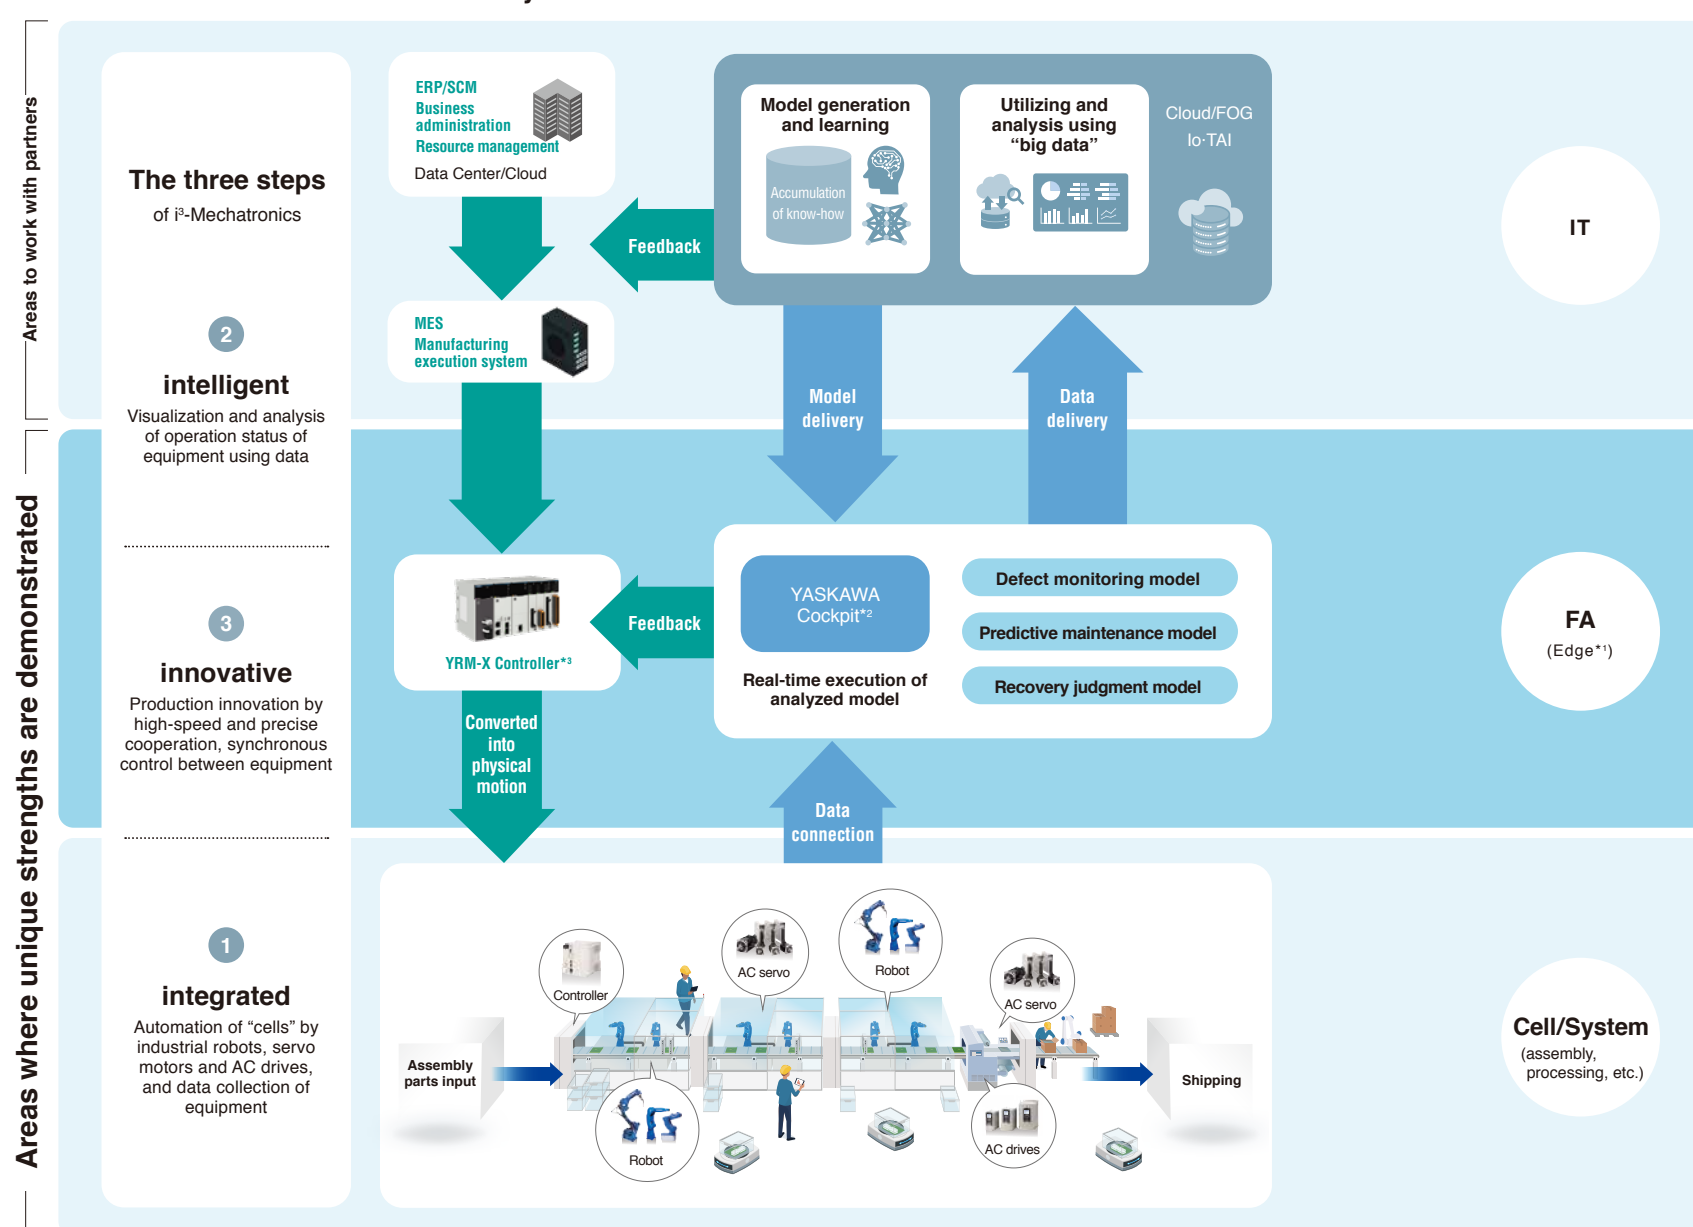 Areas to work with partners
Areas where unique strengths are demonstrated
The three steps
of i³-Mechatronics
2
intelligent
Visualization and analysis
of operation status of
equipment using data
3
innovative
Production innovation by
high-speed and precise
cooperation, synchronous
control between equipment
1
integrated
Automation of “cells” by
industrial robots, servo
motors and AC drives,
and data collection of
equipment
ERP/SCM
Business
administration
Resource management
Data Center/Cloud
Feedback
Model generation
and learning
Accumulation
of know-how
Utilizing and
analysis using
“big data”
Cloud/FOG
Io·TAI
IT
MES
Manufacturing
execution system
Model
delivery
Data
delivery
YRM-X Controller*3
Feedback
YASKAWA
Cockpit*2
Real-time execution of
analyzed model
Defect monitoring model
Predictive maintenance model
Recovery judgment model
FA
(Edge*1)
Converted
into
physical
motion
Data
connection
Controller
AC servo
Robot
AC servo
Assembly
parts input
Shipping
Robot
AC drives
Cell/System
(assembly,
processing, etc.)